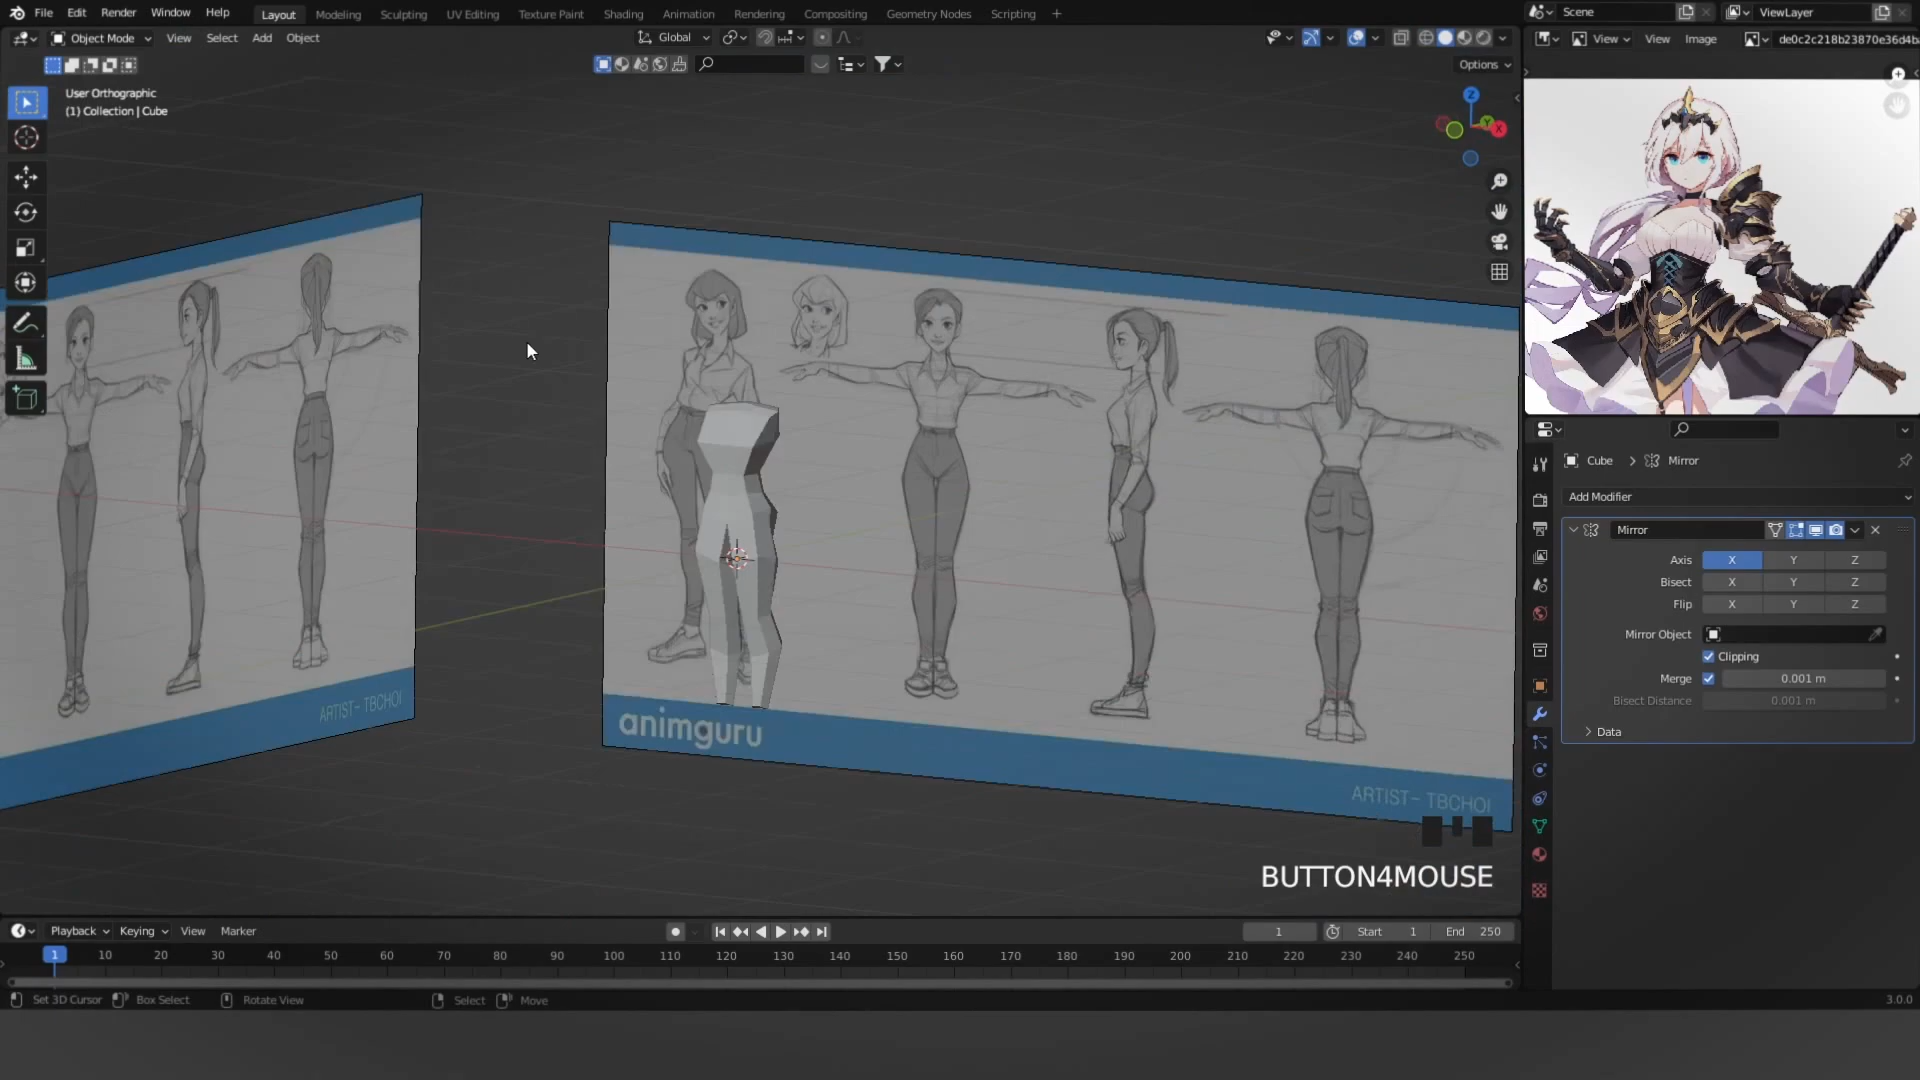 File Edit Render Window Help Layout Modeling Sculpting UV Editing Texture Paint Shading Animation Rendering Compositing Geometry Nodes Scripting + Scene ViewLayer
Object Mode View Select Add Object Global View View Image de0c2c218b23870e36d4b
Options
User Orthographic
(1) Collection | Cube
Z
Y
X
Cube > Mirror
Add Modifier
Mirror
Axis X Y Z
Bisect X Y Z
Flip X Y Z
Mirror Object
Clipping
Merge 0.001 m
Bisect Distance 0.001 m
Data
ARTIST- TBCHOI
animguru
ARTIST- TBCHOI
BUTTON4MOUSE
Playback Keying View Marker 1 Start 1 End 250
1 10 20 30 40 50 60 70 80 90 100 110 120 130 140 150 160 170 180 190 200 210 220 230 240 250
Set 3D Cursor Box Select Rotate View Select Move 3.0.0